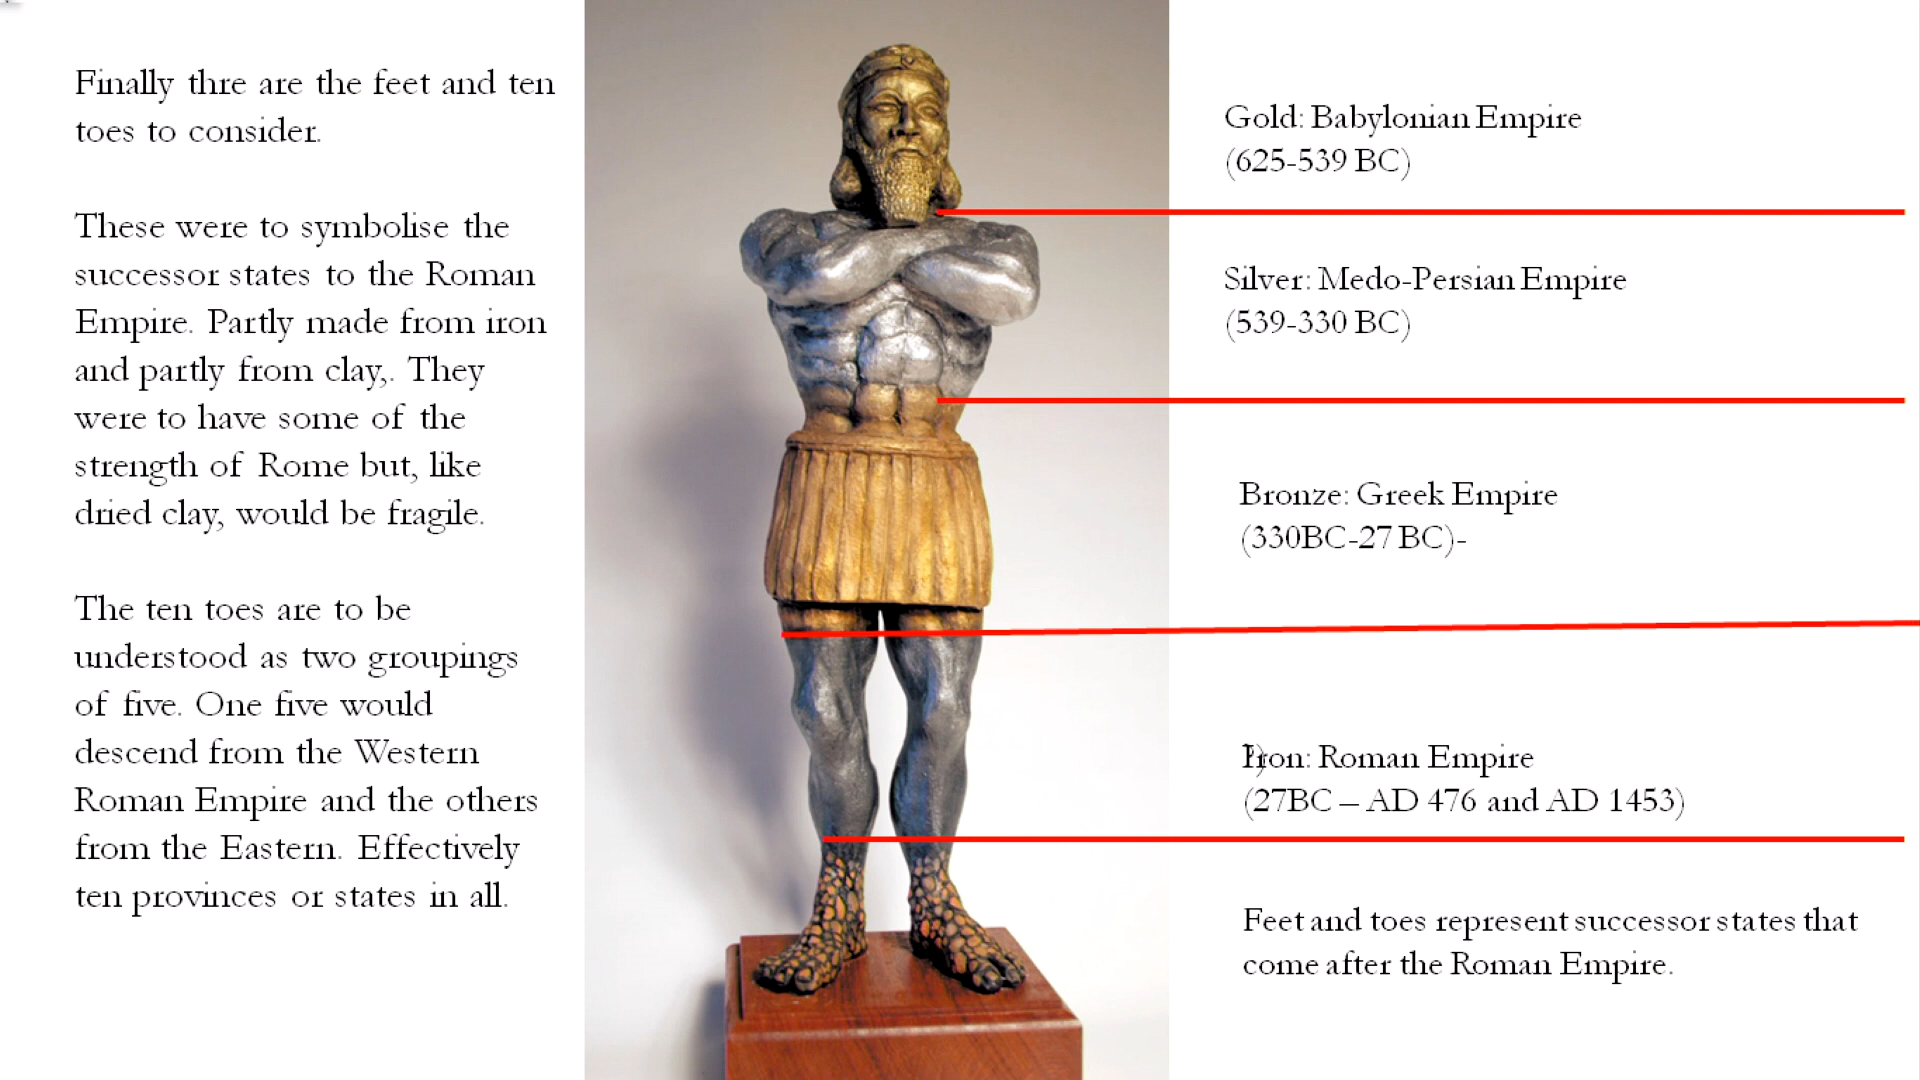 Finally thre are the feet and ten
toes to consider.
These were to symbolise the
successor states to the Roman
Empire. Partly made from iron
and partly from clay,. They
were to have some of the
strength of Rome but, like
dried clay, would be fragile.
The ten toes are to be
understood as two groupings
of five. One five would
descend from the Western
Roman Empire and the others
from the Eastern. Effectively
ten provinces or states in all.
Gold: Babylonian Empire
(625-539 BC)
Silver: Medo-Persian Empire
(539-330 BC)
Bronze: Greek Empire
(330BC-27 BC)-
Iron: Roman Empire
(27BC – AD 476 and AD 1453)
Feet and toes represent successor states that
come after the Roman Empire.